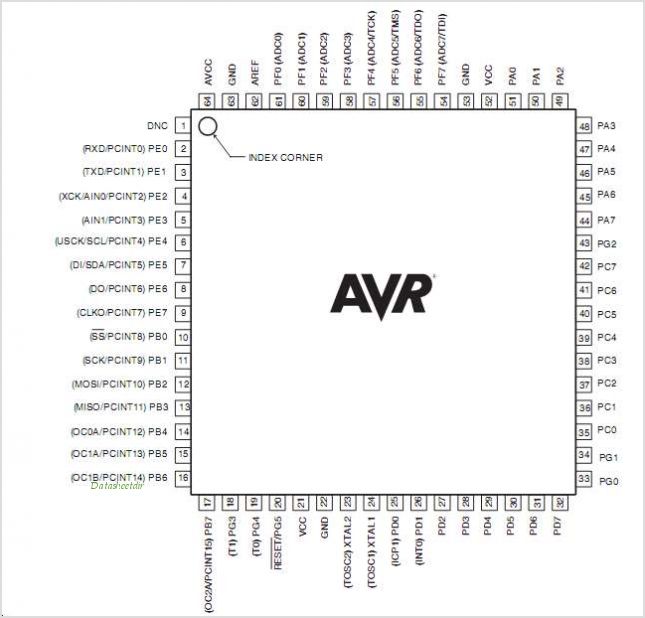 AVCC
GND
AREF
PF0 (ADC0)
PF1 (ADC1)
PF2 (ADC2)
PF3 (ADC3)
PF4 (ADC4/TCK)
PF5 (ADC5/TMS)
PF6 (ADC6/TDO)
PF7 (ADC7/TDI)
GND
VCC
PA0
PA1
PA2
64 63 62 61 60 59 58 57 56 55 54 53 52 51 50 49
DNC 1
(RXD/PCINT0) PE0 2
(TXD/PCINT1) PE1 3
(XCK/AIN0/PCINT2) PE2 4
(AIN1/PCINT3) PE3 5
(USCK/SCL/PCINT4) PE4 6
(DI/SDA/PCINT5) PE5 7
(DO/PCINT6) PE6 8
(CLKO/PCINT7) PE7 9
(SS/PCINT8) PB0 10
(SCK/PCINT9) PB1 11
(MOSI/PCINT10) PB2 12
(MISO/PCINT11) PB3 13
(OC0A/PCINT12) PB4 14
(OC1A/PCINT13) PB5 15
(OC1B/PCINT14) PB6 16
Datasheetdir
INDEX CORNER
AVR®
48 PA3
47 PA4
46 PA5
45 PA6
44 PA7
43 PG2
42 PC7
41 PC6
40 PC5
39 PC4
38 PC3
37 PC2
36 PC1
35 PC0
34 PG1
33 PG0
17 18 19 20 21 22 23 24 25 26 27 28 29 30 31 32
(OC2A/PCINT15) PB7
(T1) PG3
(T0) PG4
RESET/PG5
VCC
GND
(TOSC2) XTAL2
(TOSC1) XTAL1
(ICP1) PD0
(INT0) PD1
PD2
PD3
PD4
PD5
PD6
PD7